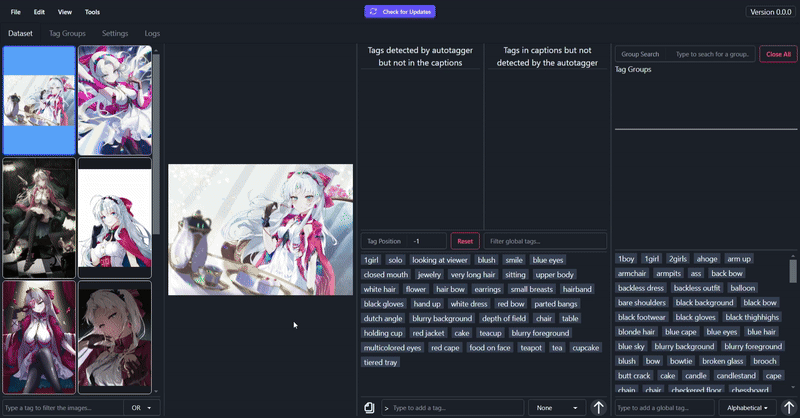 File Edit View Tools
Check for Updates
Version 0.0.0
Dataset Tag Groups Settings Logs
Tags detected by autotagger
but not in the captions
Tags in captions but not
detected by the autotagger
Group Search Type to seach for a group.
Close All
Tag Groups
Tag Position -1 Reset Filter global tags...
1girl solo looking at viewer blush smile blue eyes
closed mouth jewelry very long hair sitting upper body
white hair flower hair bow earrings small breasts hairband
black gloves hand up white dress red bow parted bangs
dutch angle blurry background depth of field chair table
holding cup red jacket cake teacup blurry foreground
multicolored eyes red cape food on face teapot tea cupcake
tiered tray
1boy 1girl 2girls ahoge arm up
armchair armpits ass back bow
backless dress backless outfit balloon
bare shoulders black background black bow
black footwear black gloves black thighhighs
blonde hair blue cape blue eyes blue hair
blue sky blurry background blurry foreground
blush bow bowtie broken glass brooch
butt crack cake candle candlestand cape
chain chair checkered floor chessboard
Type a tag to filter the images... OR
> Type to add a tag... None
Type to add a global tag... Alphabetical